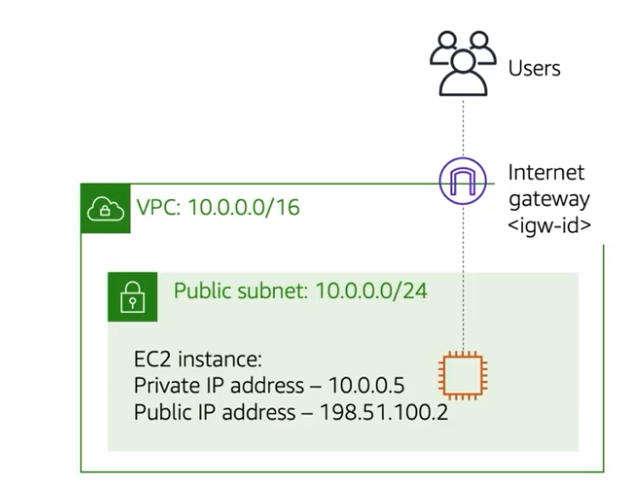 Users
Internet
gateway
<igw-id>
VPC: 10.0.0.0/16
Public subnet: 10.0.0.0/24
EC2 instance:
Private IP address – 10.0.0.5
Public IP address – 198.51.100.2